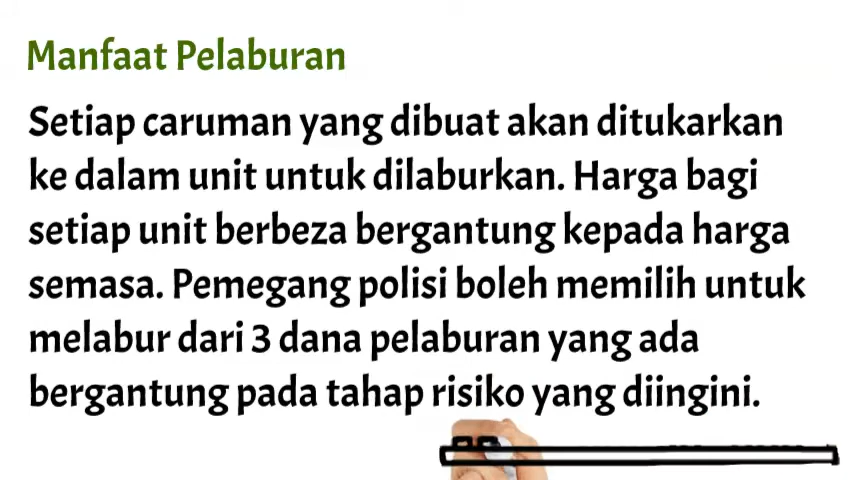 Manfaat Pelaburan
Setiap caruman yang dibuat akan ditukarkan
ke dalam unit untuk dilaburkan. Harga bagi
setiap unit berbeza bergantung kepada harga
semasa. Pemegang polisi boleh memilih untuk
melabur dari 3 dana pelaburan yang ada
bergantung pada tahap risiko yang diingini.